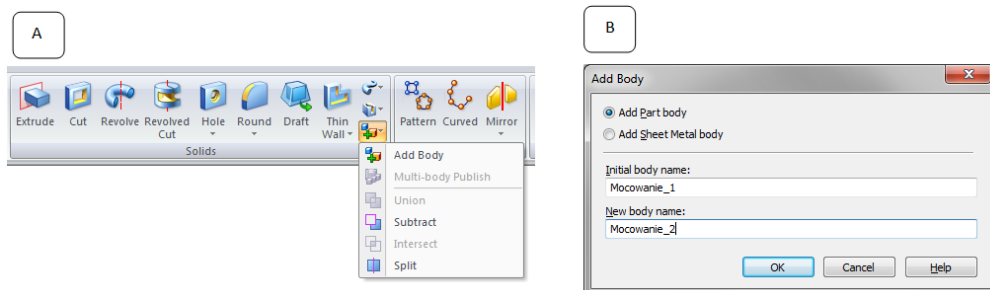 A
Extrude Cut Revolve Revolved Cut Hole Round Draft Thin Wall Pattern Curved Mirror
Solids
Add Body
Multi-body Publish
Union
Subtract
Intersect
Split
B
Add Body
Add Part body
Add Sheet Metal body
Initial body name:
Mocowanie_1
New body name:
Mocowanie_2
OK Cancel Help